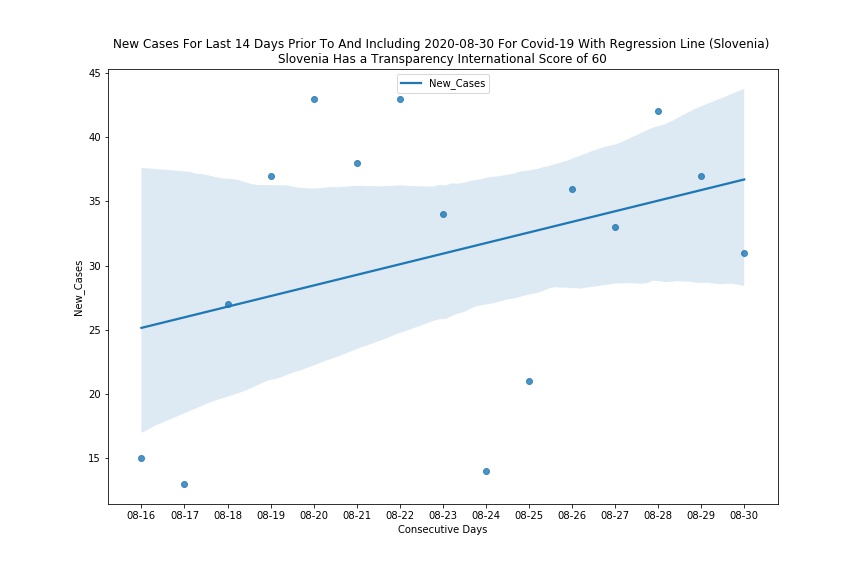 New Cases For Last 14 Days Prior To And Including 2020-08-30 For Covid-19 With Regression Line (Slovenia)
Slovenia Has a Transparency International Score of 60
New_Cases
45
40
35
30
25
20
15
New_Cases
08-16 08-17 08-18 08-19 08-20 08-21 08-22 08-23 08-24 08-25 08-26 08-27 08-28 08-29 08-30
Consecutive Days